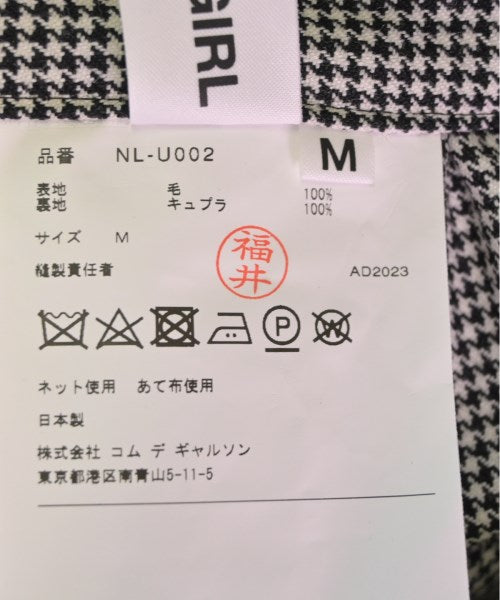 GIRL
M
品番 NL-U002
表地 毛 100%
裏地 キュプラ 100%
サイズ M
福井
縫製責任者 AD2023
P W
ネット使用 あて布使用
日本製
株式会社 コム デ ギャルソン
東京都港区南青山5-11-5